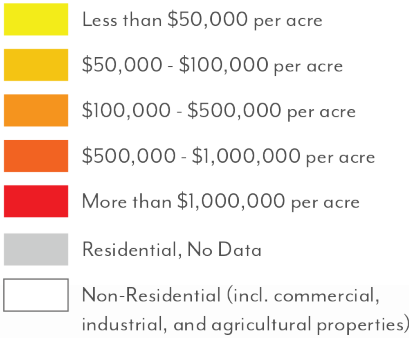 Less than $50,000 per acre
$50,000 - $100,000 per acre
$100,000 - $500,000 per acre
$500,000 - $1,000,000 per acre
More than $1,000,000 per acre
Residential, No Data
Non-Residential (incl. commercial,
industrial, and agricultural properties)